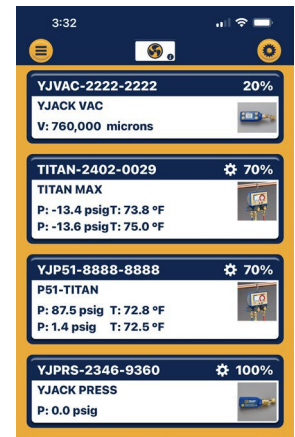 3:32
YJVAC-2222-2222 20%
YJACK VAC
V: 760,000 microns
TITAN-2402-0029 70%
TITAN MAX
P: -13.4 psig T: 73.8 °F
P: -13.6 psig T: 75.0 °F
YJP51-8888-8888 70%
P51-TITAN
P: 87.5 psig T: 72.8 °F
P: 1.4 psig T: 72.5 °F
YJPRS-2346-9360 100%
YJACK PRESS
P: 0.0 psig